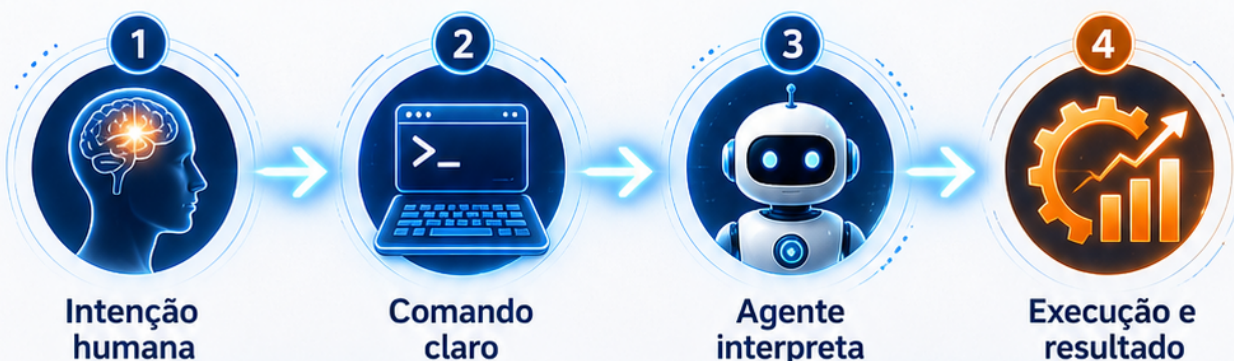 1
2
3
4
>_
Intenção
humana
Comando
claro
Agente
interpreta
Execução e
resultado